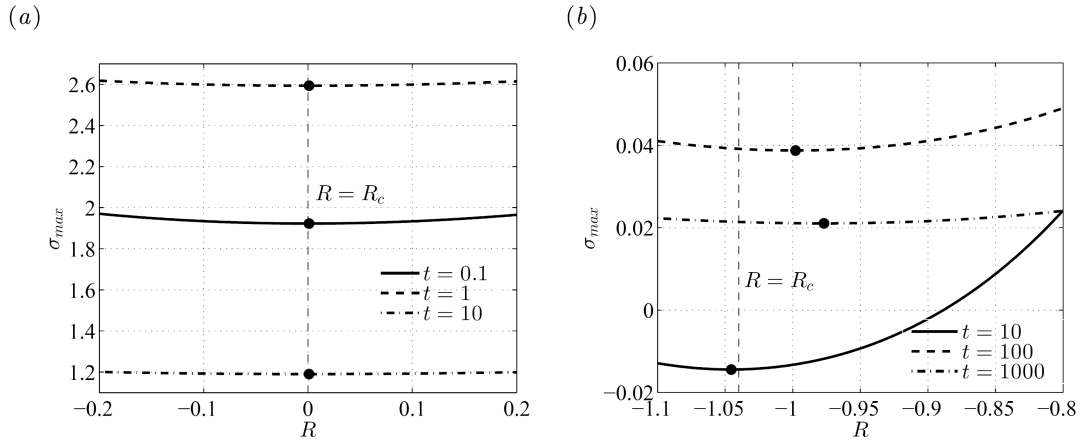 (a)
2.6
2.4
2.2
2
1.8
1.6
1.4
1.2
σmax
R = Rc
t = 0.1
t = 1
t = 10
−0.2 −0.1 0 0.1 0.2
R
(b)
0.06
0.04
0.02
0
−0.02
σmax
R = Rc
t = 10
t = 100
t = 1000
−1.1 −1.05 −1 −0.95 −0.9 −0.85 −0.8
R